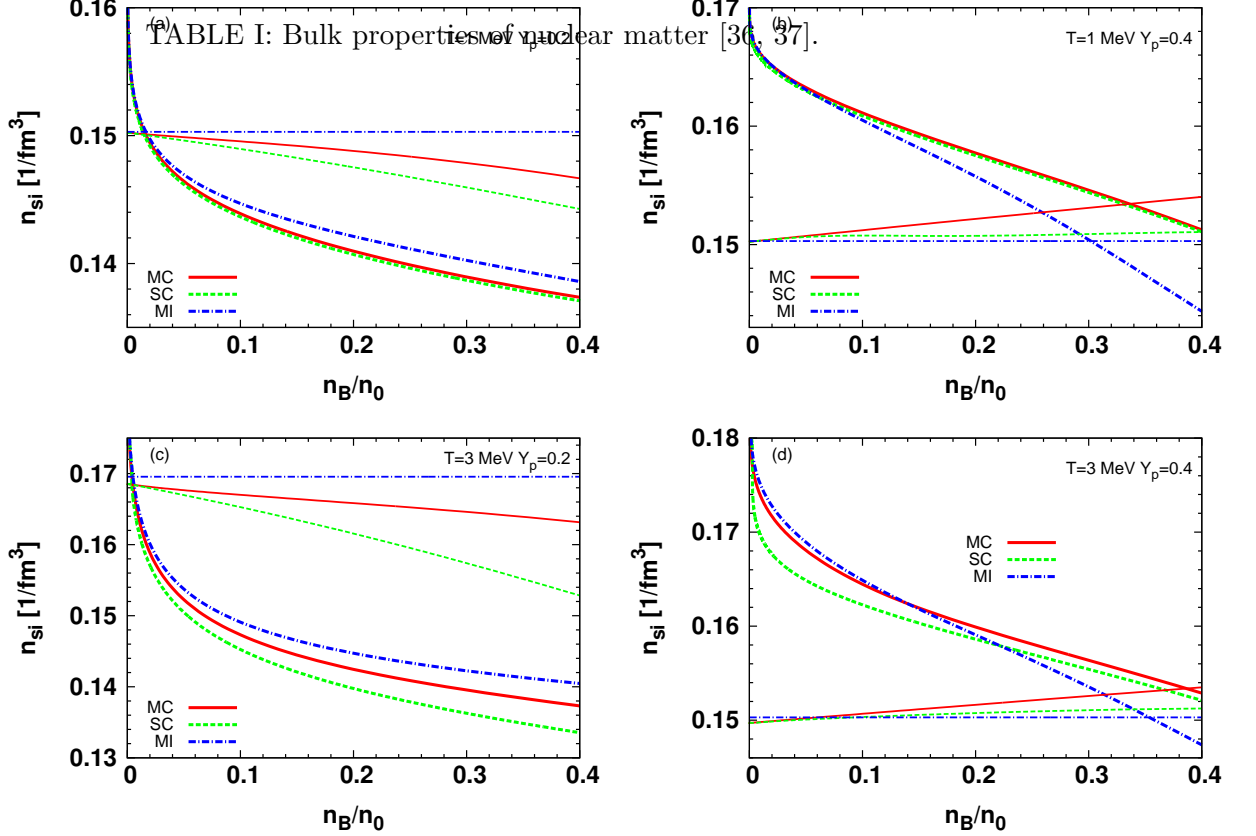 TABLE I: Bulk properties of nuclear matter [36, 37].
(a)
T=1 MeV Y_p=0.2
n_si [1/fm^3]
0.16
0.15
0.14
MC
SC
MI
0 0.1 0.2 0.3 0.4
n_B/n_0
(b)
T=1 MeV Y_p=0.4
n_si [1/fm^3]
0.17
0.16
0.15
MC
SC
MI
0 0.1 0.2 0.3 0.4
n_B/n_0
(c)
T=3 MeV Y_p=0.2
n_si [1/fm^3]
0.17
0.16
0.15
0.14
0.13
MC
SC
MI
0 0.1 0.2 0.3 0.4
n_B/n_0
(d)
T=3 MeV Y_p=0.4
n_si [1/fm^3]
0.18
0.17
0.16
0.15
MC
SC
MI
0 0.1 0.2 0.3 0.4
n_B/n_0